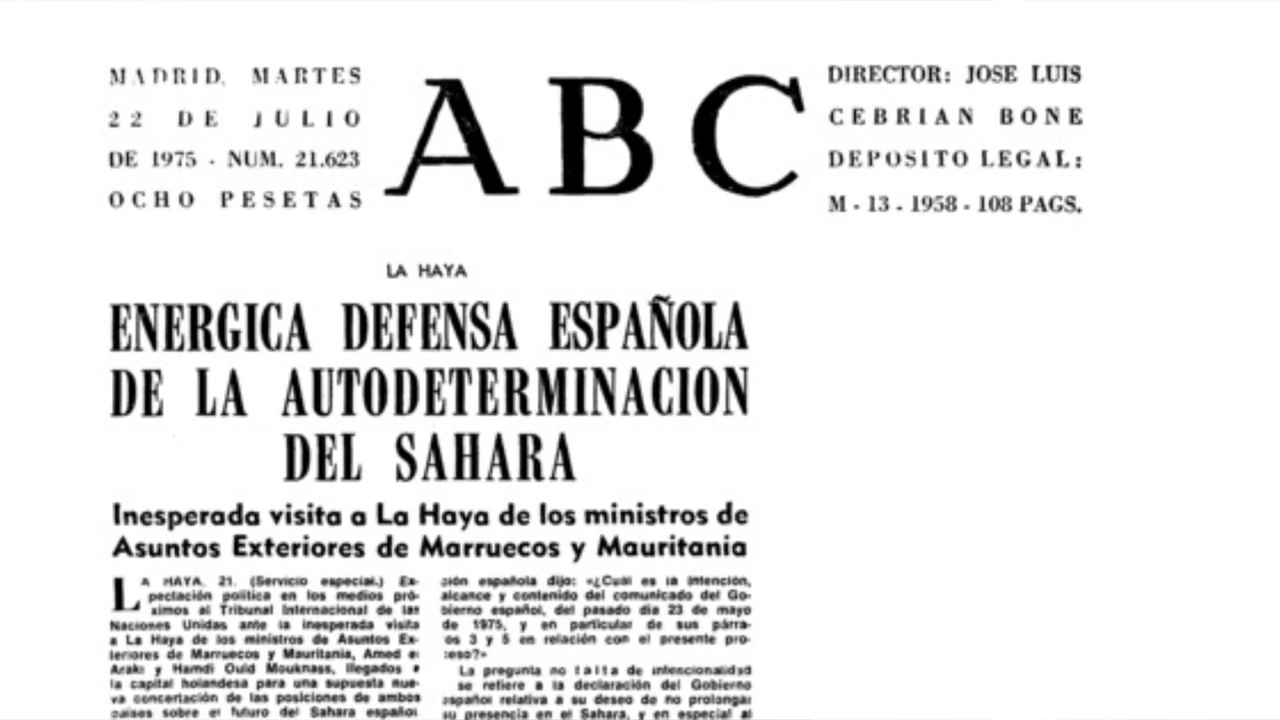 MADRID, MARTES
22 DE JULIO
DE 1975 - NUM. 21.623
OCHO PESETAS
ABC
DIRECTOR: JOSE LUIS
CEBRIAN BONE
DEPOSITO LEGAL:
M - 13 - 1958 - 108 PAGS.
LA HAYA
ENERGICA DEFENSA ESPAÑOLA
DE LA AUTODETERMINACION
DEL SAHARA
Inesperada visita a La Haya de los ministros de
Asuntos Exteriores de Marruecos y Mauritania
LA HAYA, 21. (Servicio especial.) Ex-
pectación política en los medios pró-
ximos al Tribunal Internacional de las
Naciones Unidas ante la inesperada visita
a La Haya de los ministros de Asuntos Ex-
teriores de Marruecos y Mauritania, Amed el
Araki y Hamdi Ould Mouknass, llegados a
la capital holandesa para una supuesta nue-
va concertación de las posiciones de ambos
países sobre el futuro del Sahara español
ción española dijo: «¿Cuál es la intención,
alcance y contenido del comunicado del Go-
bierno español, del pasado día 23 de mayo
de 1975, y en particular de sus párra-
os 3 y 5 en relación con el presente pro-
ceso?»
La pregunta no falta de intencionalidad
se refiere a la declaración del Gobierno
español relativa a su deseo de no prolongar
su presencia en el Sahara, y en especial al